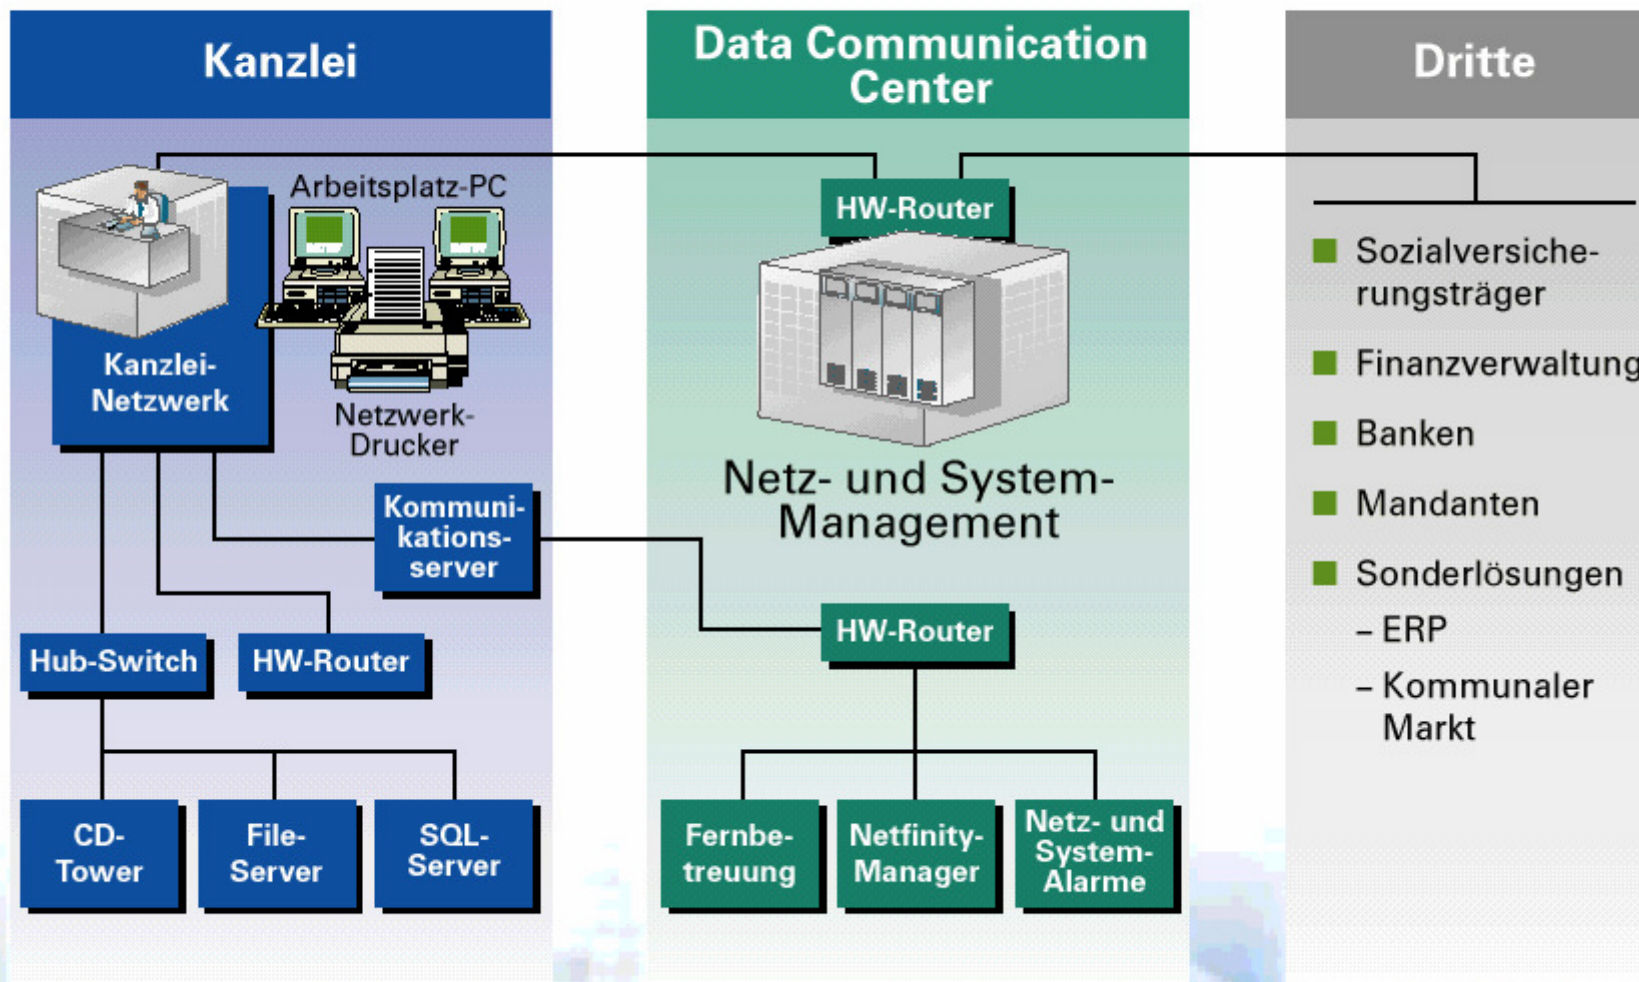 Kanzlei
Arbeitsplatz-PC
Kanzlei-
Netzwerk
Netzwerk-
Drucker
Kommuni-
kations-
server
Hub-Switch
HW-Router
CD-
Tower
File-
Server
SQL-
Server
Data Communication
Center
HW-Router
Netz- und System-
Management
HW-Router
Fernbe-
treuung
Netfinity-
Manager
Netz- und
System-
Alarme
Dritte
Sozialversiche-
rungsträger
Finanzverwaltung
Banken
Mandanten
Sonderlösungen
– ERP
– Kommunaler
Markt